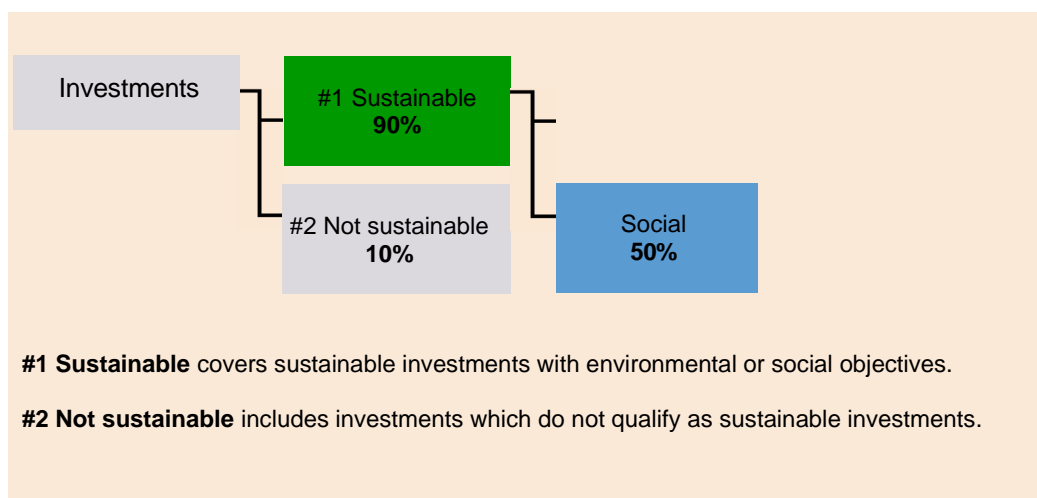 Investments
#1 Sustainable
90%
#2 Not sustainable
10%
Social
50%
#1 Sustainable covers sustainable investments with environmental or social objectives.
#2 Not sustainable includes investments which do not qualify as sustainable investments.